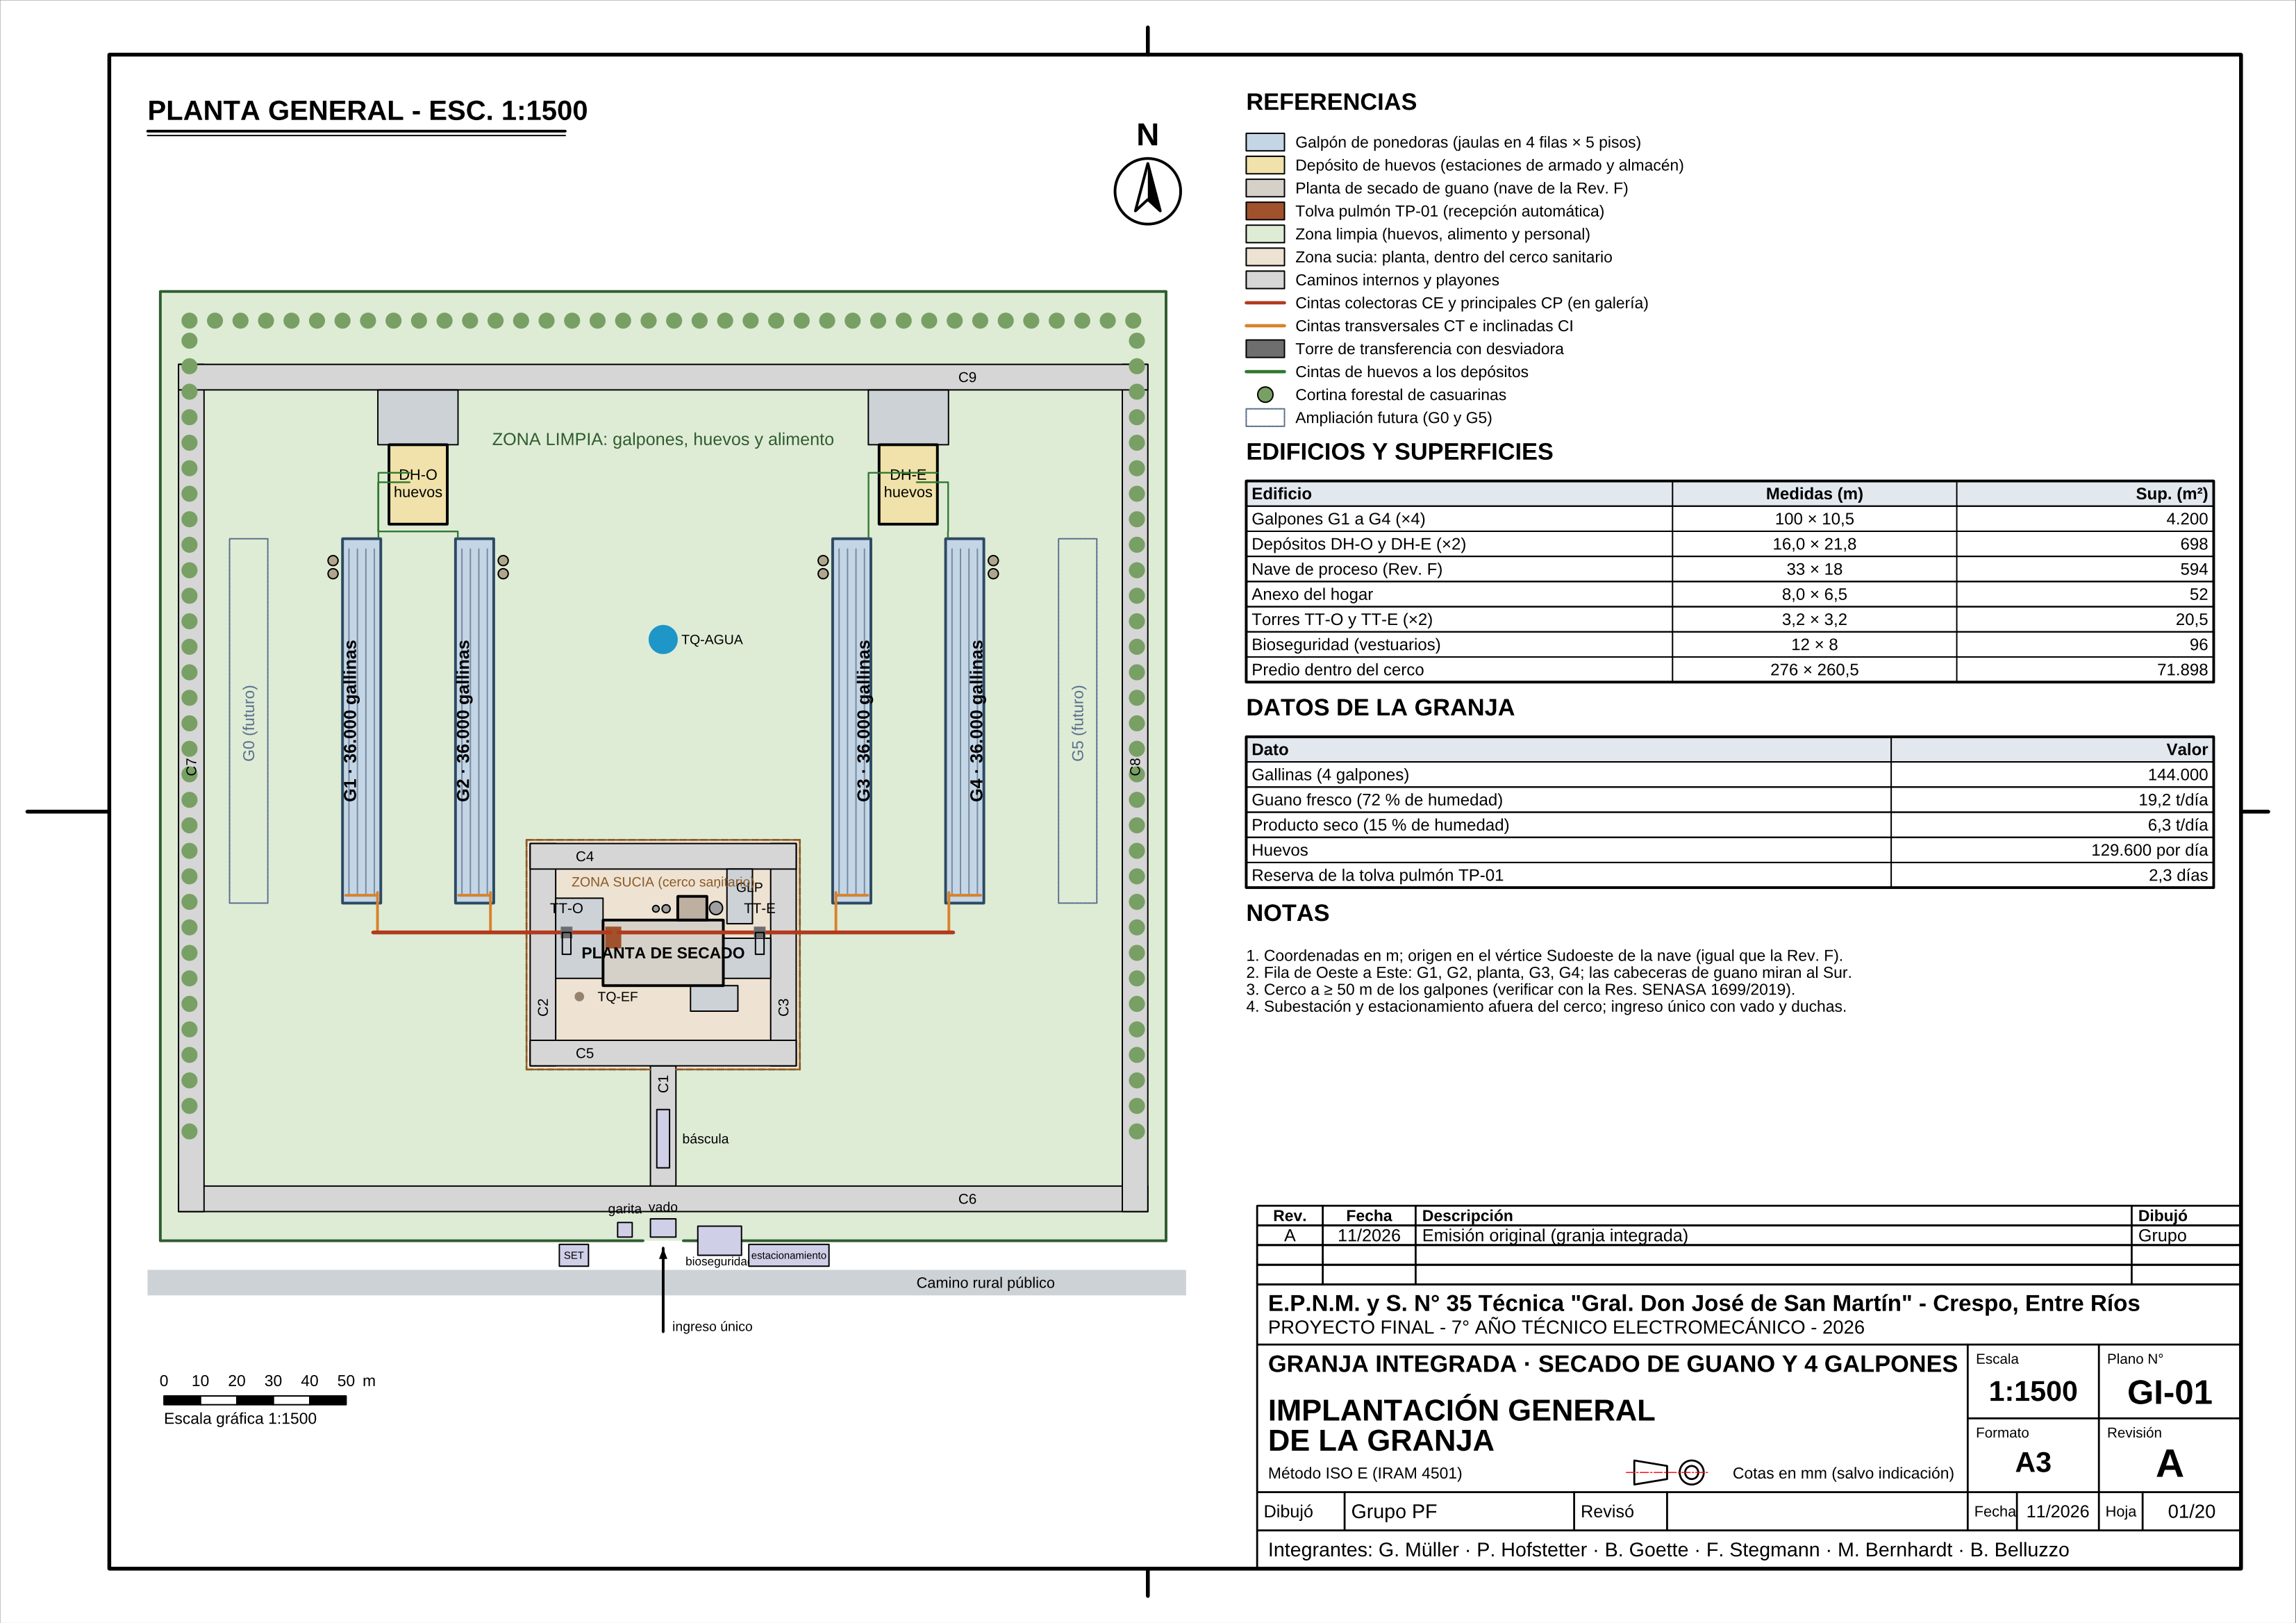 PLANTA GENERAL - ESC. 1:1500
N
C9
ZONA LIMPIA: galpones, huevos y alimento
DH-O
huevos
DH-E
huevos
TQ-AGUA
G0 (futuro)
G1 · 36.000 gallinas
G2 · 36.000 gallinas
G3 · 36.000 gallinas
G4 · 36.000 gallinas
G5 (futuro)
C7
C8
C4
ZONA SUCIA (cerco sanitario)
GLP
TT-O
TT-E
PLANTA DE SECADO
TQ-EF
C2
C3
C5
C1
báscula
C6
garita
vado
SET
bioseguridad
estacionamiento
Camino rural público
ingreso único
0 10 20 30 40 50 m
Escala gráfica 1:1500
REFERENCIAS
Galpón de ponedoras (jaulas en 4 filas × 5 pisos)
Depósito de huevos (estaciones de armado y almacén)
Planta de secado de guano (nave de la Rev. F)
Tolva pulmón TP-01 (recepción automática)
Zona limpia (huevos, alimento y personal)
Zona sucia: planta, dentro del cerco sanitario
Caminos internos y playones
Cintas colectoras CE y principales CP (en galería)
Cintas transversales CT e inclinadas CI
Torre de transferencia con desviadora
Cintas de huevos a los depósitos
Cortina forestal de casuarinas
Ampliación futura (G0 y G5)
EDIFICIOS Y SUPERFICIES
Edificio Medidas (m) Sup. (m²)
Galpones G1 a G4 (×4) 100 × 10,5 4.200
Depósitos DH-O y DH-E (×2) 16,0 × 21,8 698
Nave de proceso (Rev. F) 33 × 18 594
Anexo del hogar 8,0 × 6,5 52
Torres TT-O y TT-E (×2) 3,2 × 3,2 20,5
Bioseguridad (vestuarios) 12 × 8 96
Predio dentro del cerco 276 × 260,5 71.898
DATOS DE LA GRANJA
Dato Valor
Gallinas (4 galpones) 144.000
Guano fresco (72 % de humedad) 19,2 t/día
Producto seco (15 % de humedad) 6,3 t/día
Huevos 129.600 por día
Reserva de la tolva pulmón TP-01 2,3 días
NOTAS
1. Coordenadas en m; origen en el vértice Sudoeste de la nave (igual que la Rev. F).
2. Fila de Oeste a Este: G1, G2, planta, G3, G4; las cabeceras de guano miran al Sur.
3. Cerco a ≥ 50 m de los galpones (verificar con la Res. SENASA 1699/2019).
4. Subestación y estacionamiento afuera del cerco; ingreso único con vado y duchas.
Rev. Fecha Descripción Dibujó
A 11/2026 Emisión original (granja integrada) Grupo
E.P.N.M. y S. N° 35 Técnica "Gral. Don José de San Martín" - Crespo, Entre Ríos
PROYECTO FINAL - 7° AÑO TÉCNICO ELECTROMECÁNICO - 2026
GRANJA INTEGRADA · SECADO DE GUANO Y 4 GALPONES
IMPLANTACIÓN GENERAL
DE LA GRANJA
Método ISO E (IRAM 4501)
Cotas en mm (salvo indicación)
Escala
1:1500
Plano N°
GI-01
Formato
A3
Revisión
A
Dibujó Grupo PF Revisó
Fecha 11/2026 Hoja 01/20
Integrantes: G. Müller · P. Hofstetter · B. Goette · F. Stegmann · M. Bernhardt · B. Belluzzo